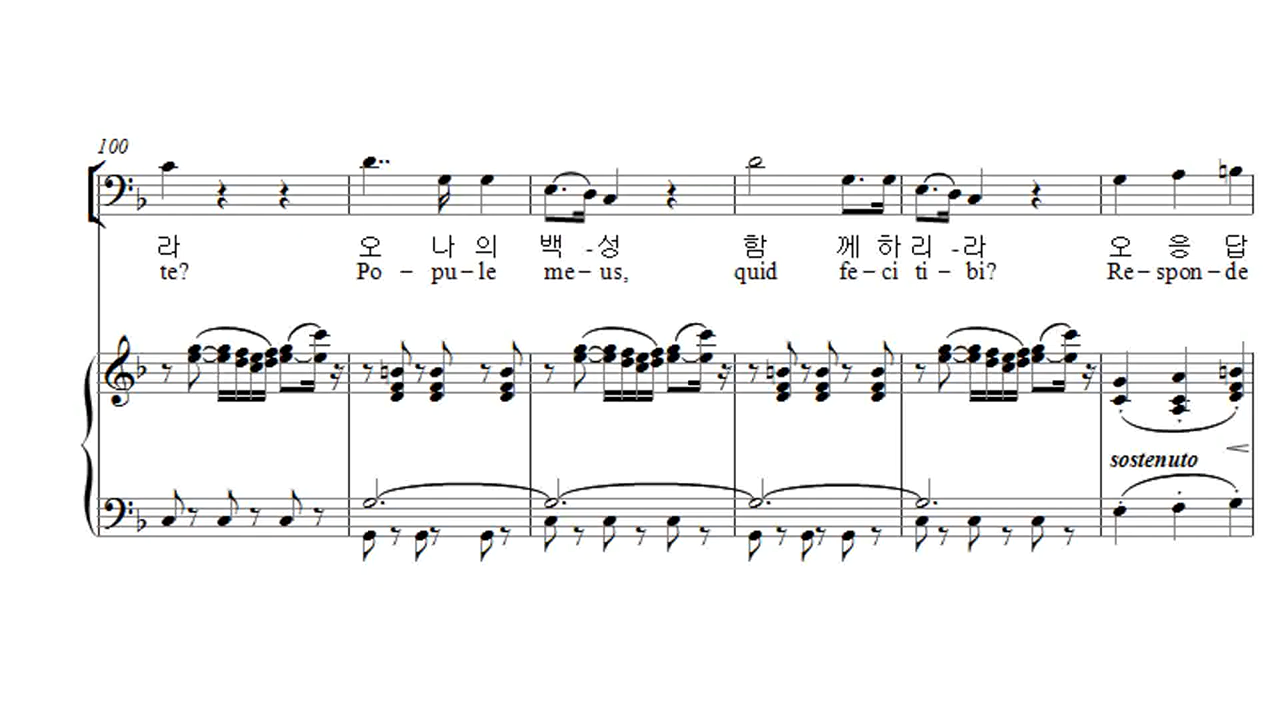 100
라 오 나 의 백 - 성 함 께 하 리 - 라 오 응 답
te? Po – pu – le me – us, quid fe – ci ti – bi? Re – spon – de
sostenuto